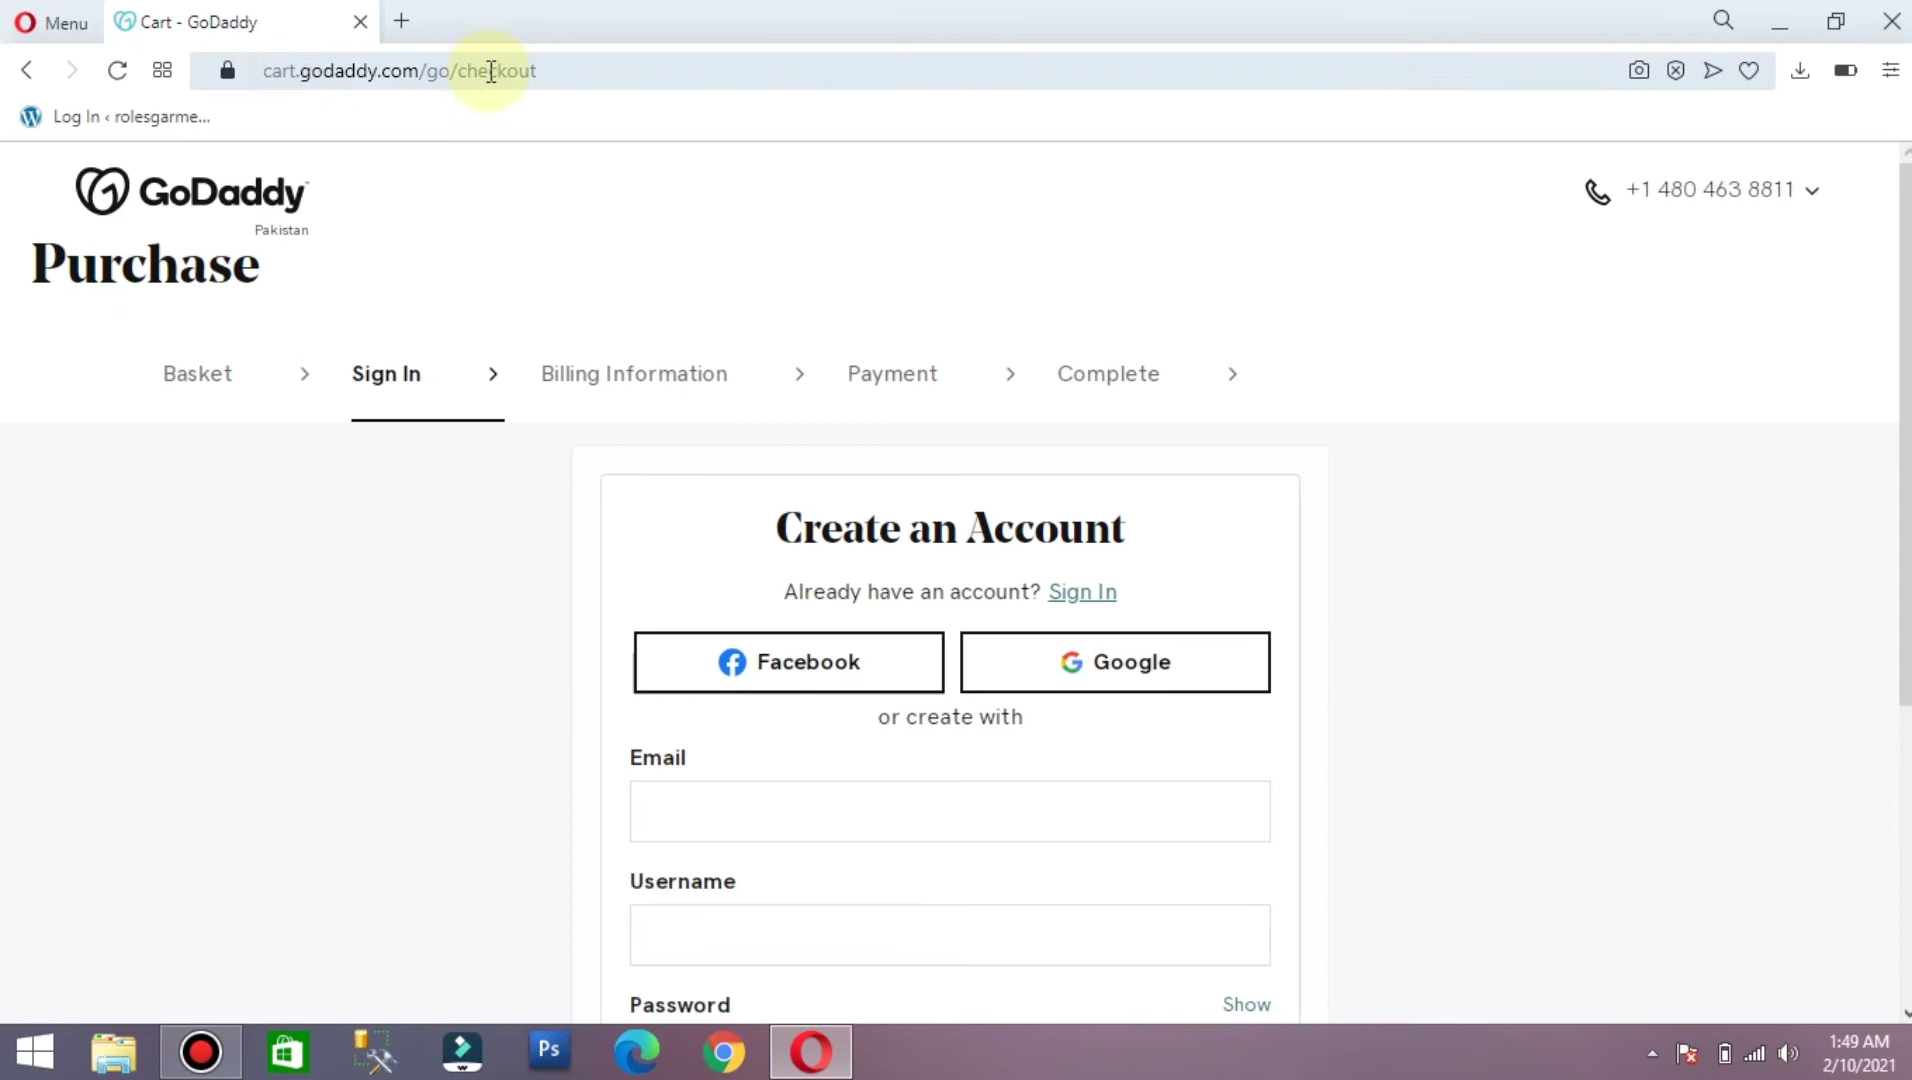 Menu
Cart - GoDaddy
cart.godaddy.com/go/checkout
Log In ‹ rolesgarme...
GoDaddy
Pakistan
+1 480 463 8811
Purchase
Basket
Sign In
Billing Information
Payment
Complete
Create an Account
Already have an account? Sign In
Facebook
Google
or create with
Email
Username
Password
Show
Ps
1:49 AM
2/10/2021